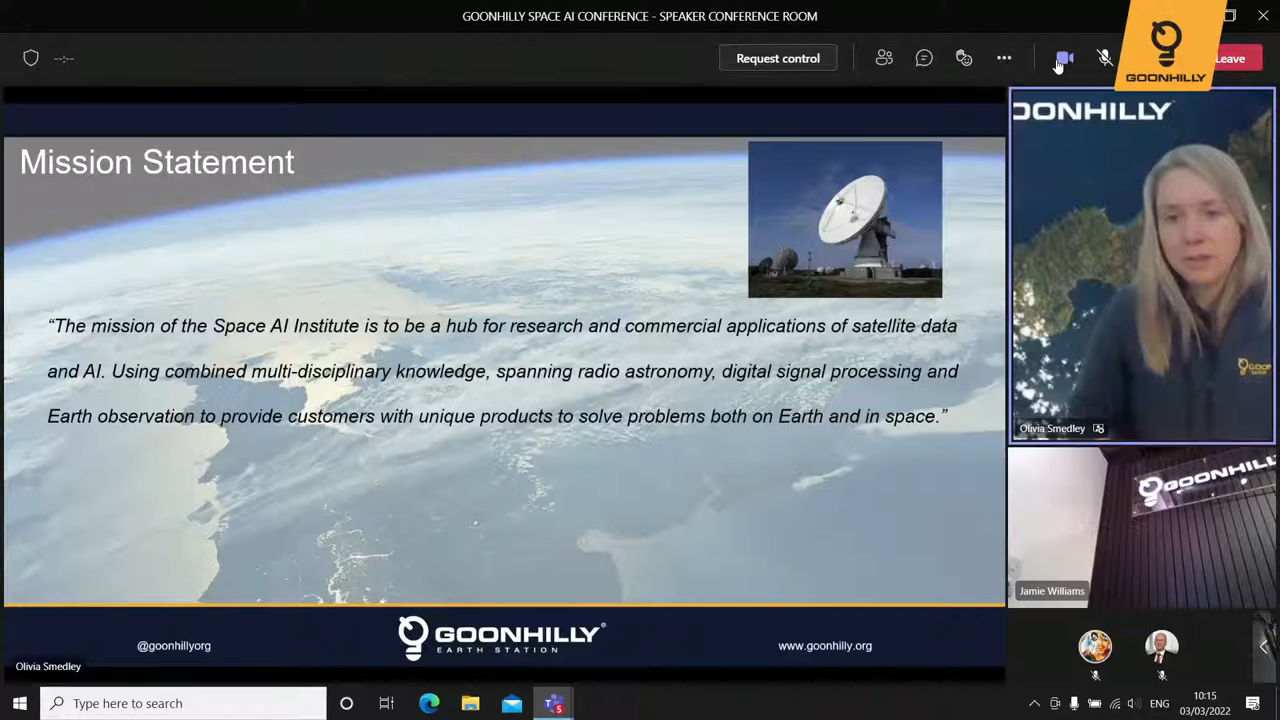 GOONHILLY SPACE AI CONFERENCE - SPEAKER CONFERENCE ROOM
--:--
Request control
Leave
GOONHILLY
Mission Statement
OONHILLY
“The mission of the Space AI Institute is to be a hub for research and commercial applications of satellite data
and AI. Using combined multi-disciplinary knowledge, spanning radio astronomy, digital signal processing and
Earth observation to provide customers with unique products to solve problems both on Earth and in space.”
Olivia Smedley
GOONHILLY
Jamie Williams
@goonhillyorg
GOONHILLY®
EARTH STATION
www.goonhilly.org
Olivia Smedley
Type here to search
5
ENG
10:15
03/03/2022